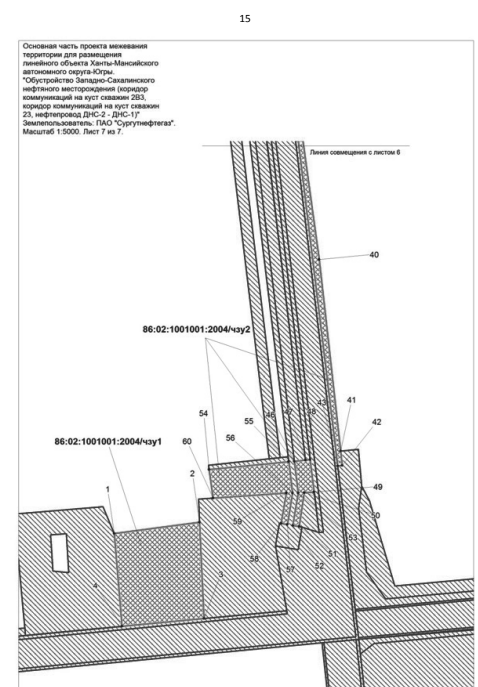 15
Основная часть проекта межевания
территории для размещения
линейного объекта Ханты-Мансийского
автономного округа-Югры.
"Обустройство Западно-Сахалинского
нефтяного месторождения (коридор
коммуникаций на куст скважин 2В3,
коридор коммуникаций на куст скважин
23, нефтепровод ДНС-2 - ДНС-1)"
Землепользователь: ПАО "Сургутнефтегаз".
Масштаб 1:5000. Лист 7 из 7.
Линия совмещения с листом 6
40
86:02:1001001:2004/чзу2
43
54
55
46
47
48
41
42
56
86:02:1001001:2004/чзу1
60
2
1
49
59
50
51
53
58
52
57
4
3